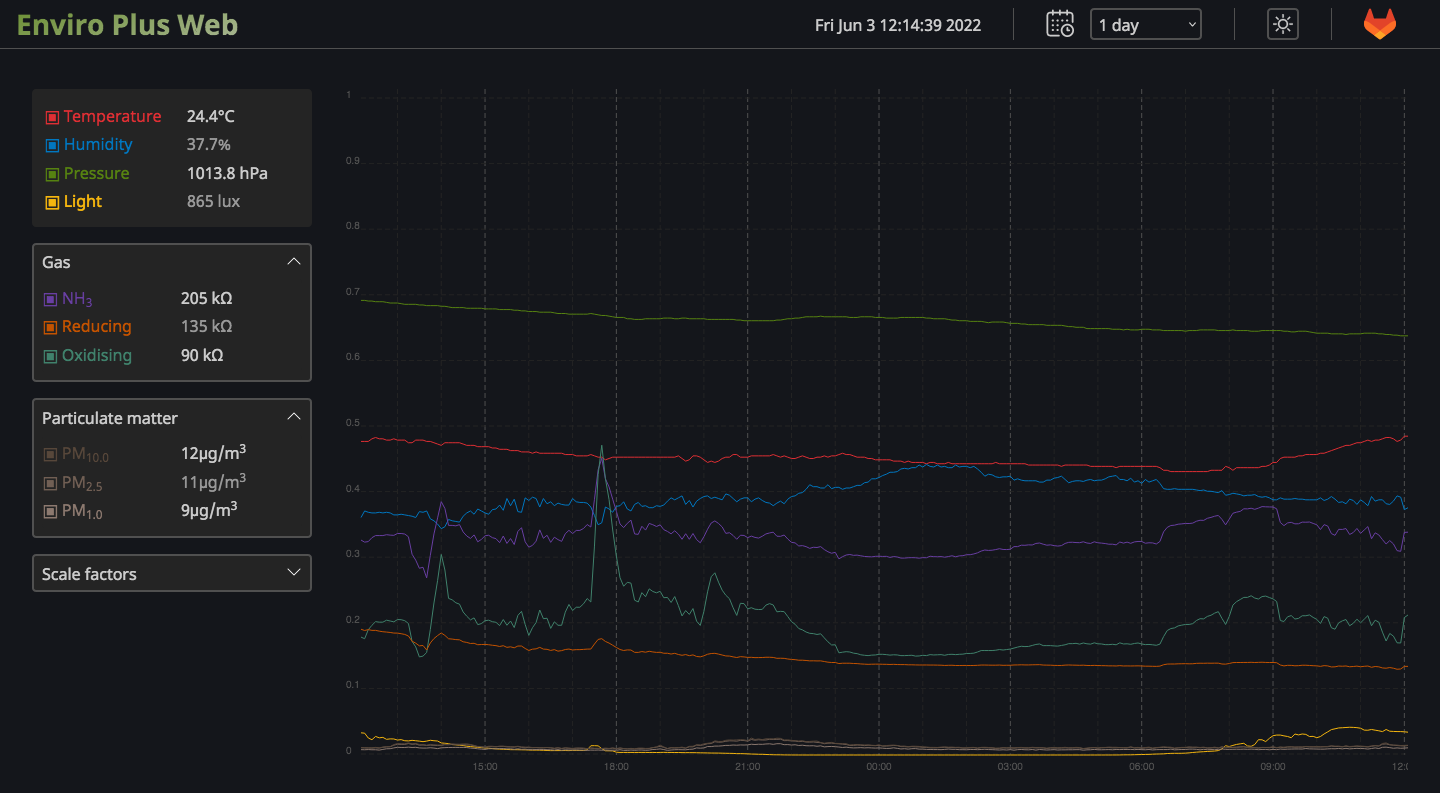 Enviro Plus Web
Fri Jun 3 12:14:39 2022
1 day
Temperature 24.4°C
Humidity 37.7%
Pressure 1013.8 hPa
Light 865 lux
Gas
NH₃ 205 kΩ
Reducing 135 kΩ
Oxidising 90 kΩ
Particulate matter
PM₁₀.₀ 12µg/m³
PM₂.₅ 11µg/m³
PM₁.₀ 9µg/m³
Scale factors
1
0.9
0.8
0.7
0.6
0.5
0.4
0.3
0.2
0.1
0
15:00 18:00 21:00 00:00 03:00 06:00 09:00 12:0